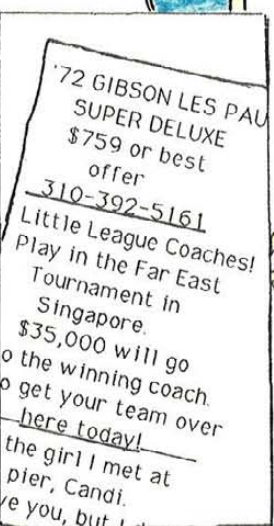 '72 GIBSON LES PAU
SUPER DELUXE
$759 or best
offer
310-392-5161
Little League Coaches!
Play in the Far East
Tournament in
Singapore.
$35,000 will go
o the winning coach.
o get your team over
here today!
the girl I met at
pier, Candi.
ve you, but I